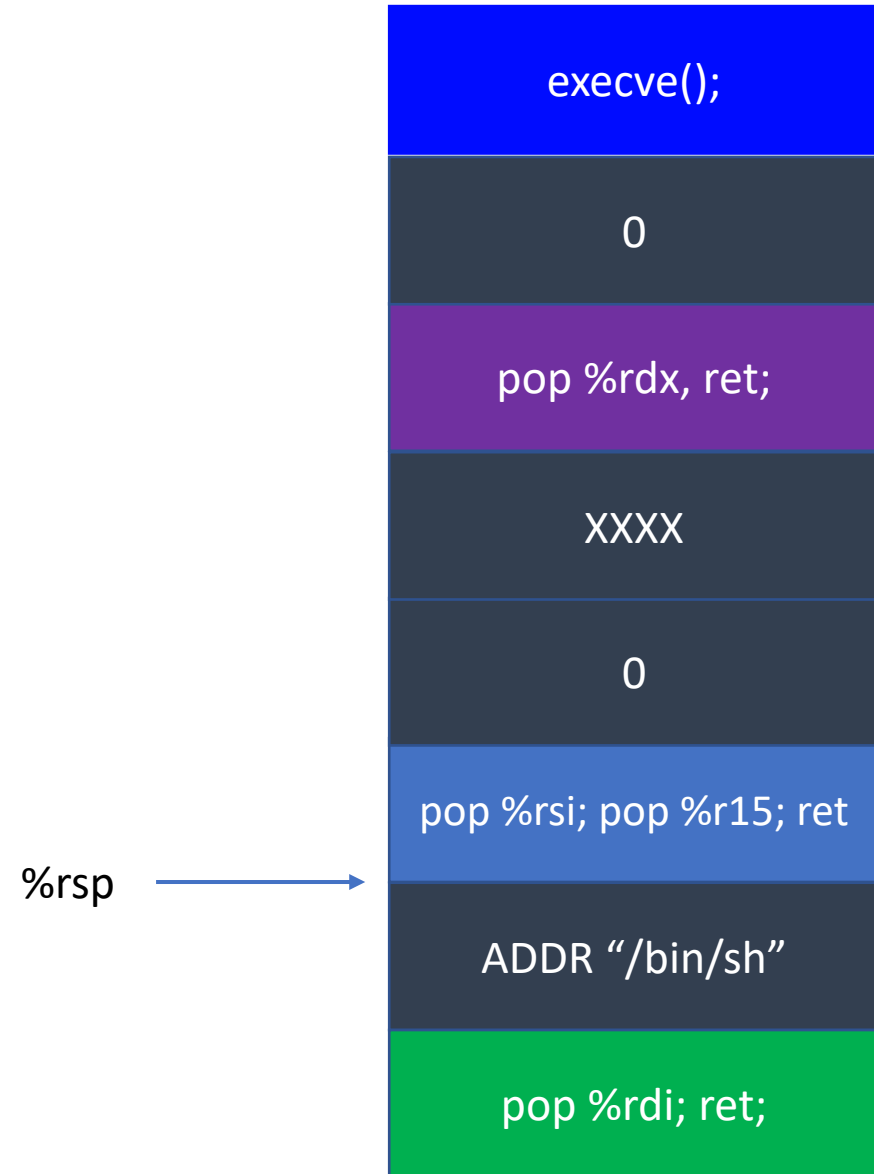 execve();
0
pop %rdx, ret;
XXXX
0
pop %rsi; pop %r15; ret
%rsp
ADDR “/bin/sh”
pop %rdi; ret;